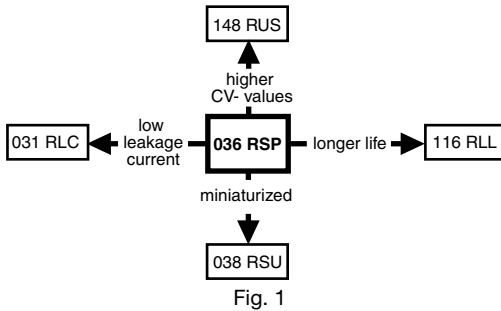 148 RUS
higher
CV- values
031 RLC
low
leakage
current
036 RSP
longer life
116 RLL
miniaturized
038 RSU
Fig. 1